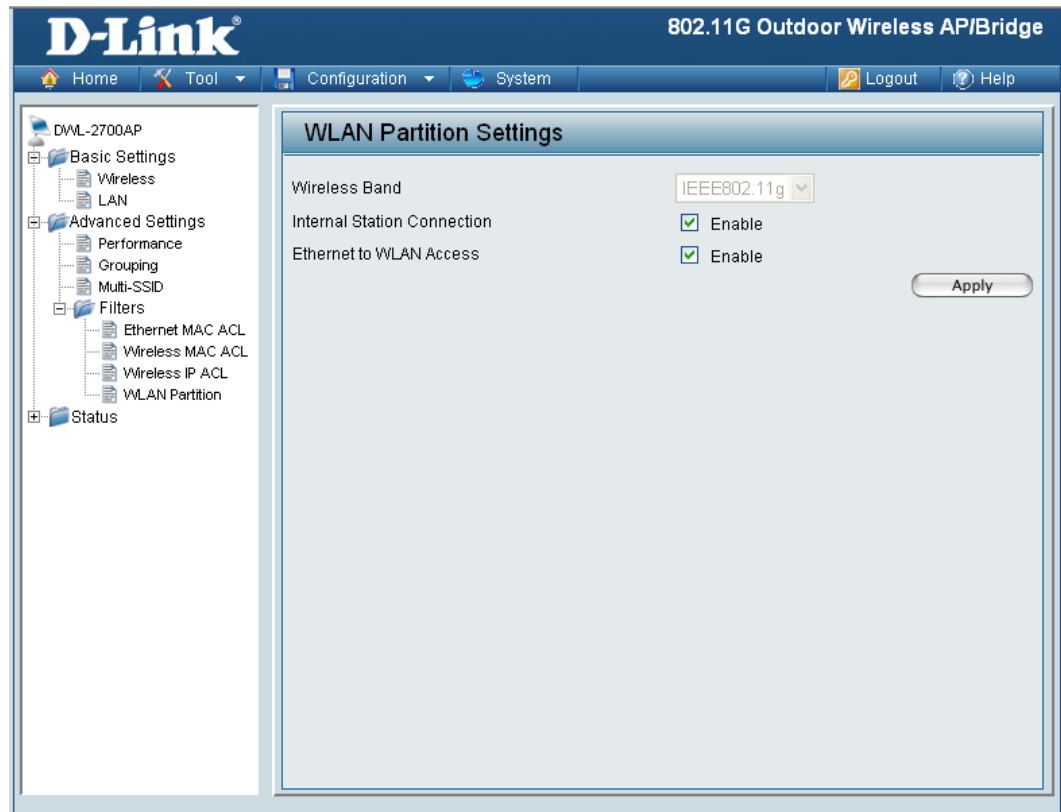 D-Link®
802.11G Outdoor Wireless AP/Bridge
Home Tool Configuration System Logout Help
DWL-2700AP
Basic Settings
Wireless
LAN
Advanced Settings
Performance
Grouping
Multi-SSID
Filters
Ethernet MAC ACL
Wireless MAC ACL
Wireless IP ACL
WLAN Partition
Status
WLAN Partition Settings
Wireless Band IEEE802.11g
Internal Station Connection Enable
Ethernet to WLAN Access Enable
Apply